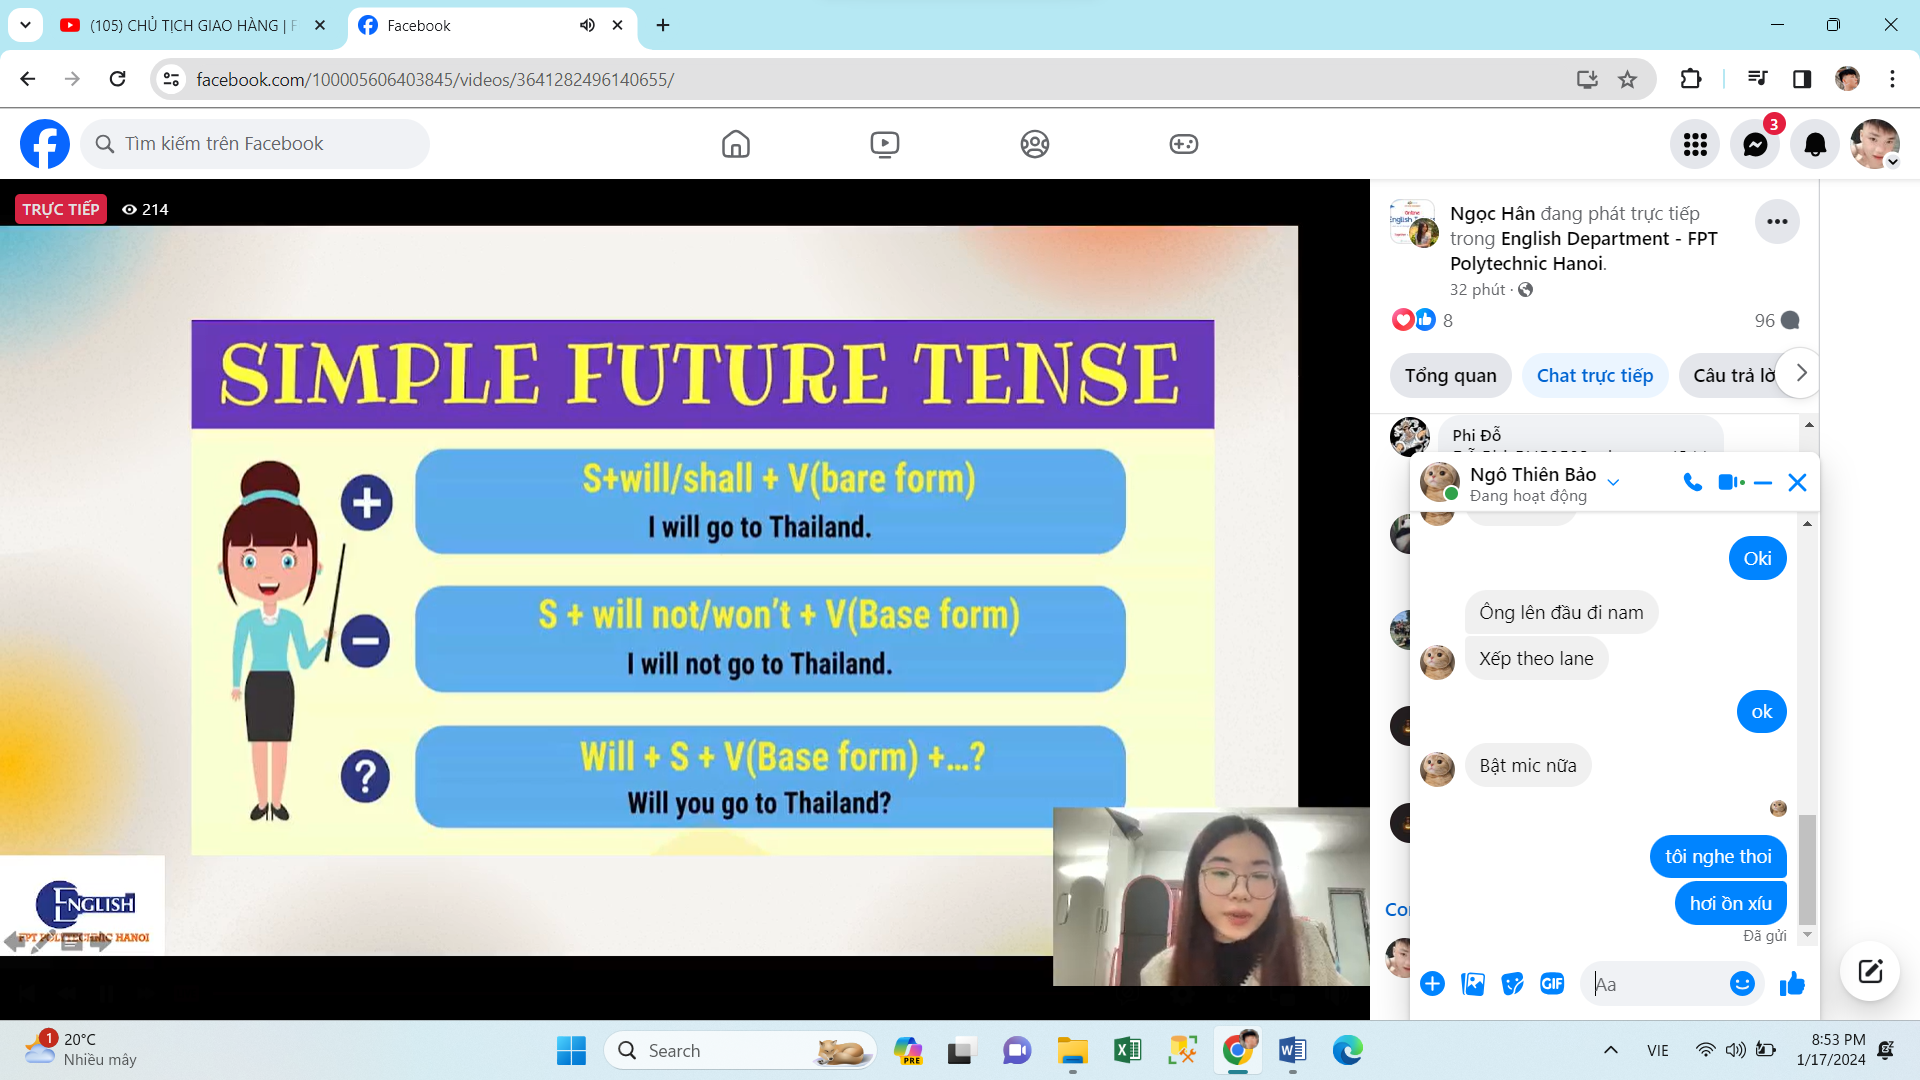 (105) CHỦ TỊCH GIAO HÀNG | F
Facebook
facebook.com/100005606403845/videos/3641282496140655/
Tìm kiếm trên Facebook
3
TRỰC TIẾP
214
SIMPLE FUTURE TENSE
+
S+will/shall + V(bare form)
I will go to Thailand.
S + will not/won't + V(Base form)
I will not go to Thailand.
?
Will + S + V(Base form) +...?
Will you go to Thailand?
ENGLISH
FPT POLYTECHNIC HANOI
Ngọc Hân đang phát trực tiếp
trong English Department - FPT
Polytechnic Hanoi.
32 phút ·
8
96
Tổng quan
Chat trực tiếp
Câu trả lờ
Phi Đỗ
Ngô Thiên Bảo
Đang hoạt động
Oki
Ông lên đầu đi nam
Xếp theo lane
ok
Bật mic nữa
tôi nghe thoi
hơi ồn xíu
Đã gửi
GIF
Aa
1
20°C
Nhiều mây
Search
PRE
VIE
8:53 PM
1/17/2024